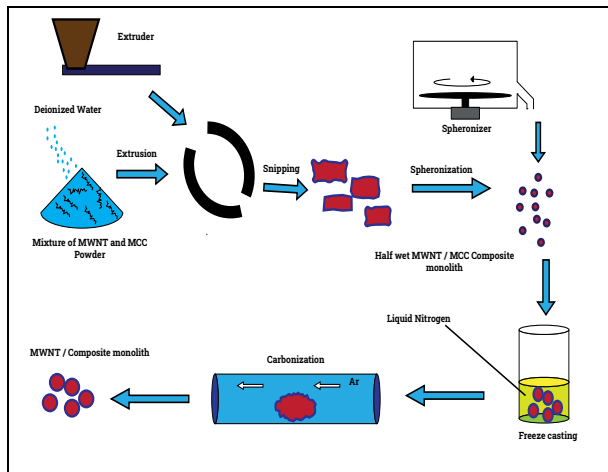 Extruder
Deionized Water
Extrusion
Snipping
Spheronizer
Spheronization
Mixture of MWNT and MCC
Powder
Half wet MWNT / MCC Composite
monolith
Liquid Nitrogen
MWNT / Composite monolith
Carbonization
Ar
Freeze casting